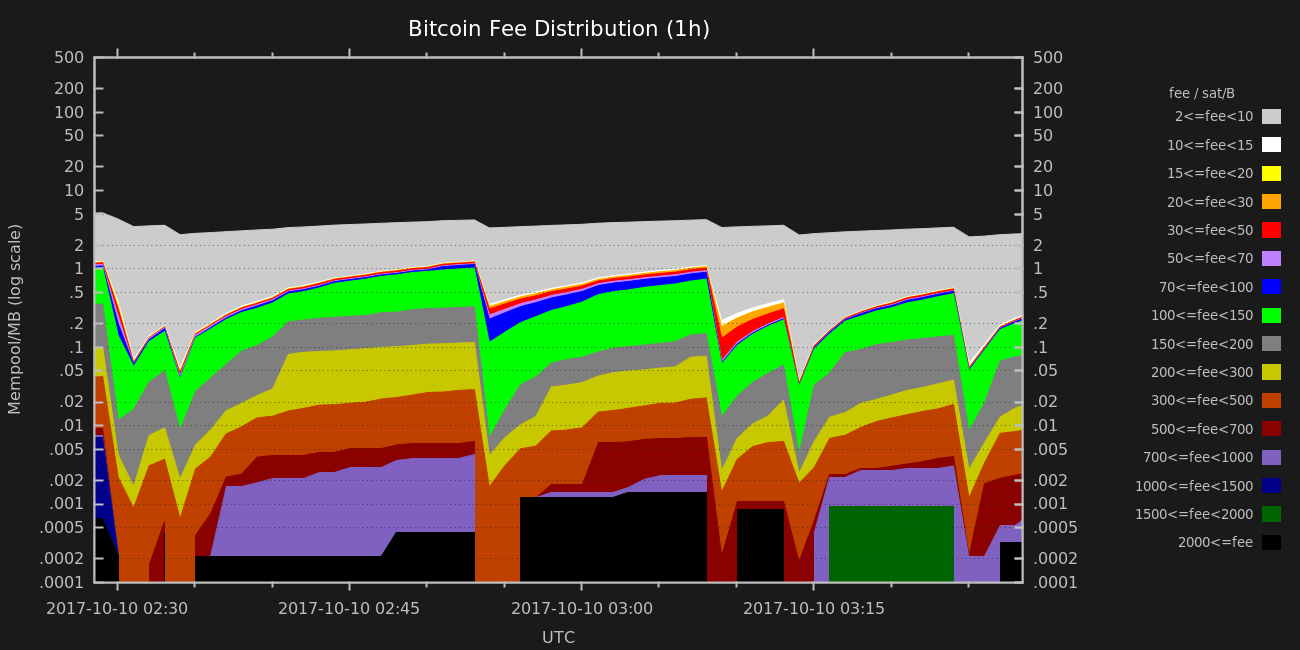 Bitcoin Fee Distribution (1h)
Mempool/MB (log scale)
500
200
100
50
20
10
5
2
1
.5
.2
.1
.05
.02
.01
.005
.002
.001
.0005
.0002
.0001
500
200
100
50
20
10
5
2
1
.5
.2
.1
.05
.02
.01
.005
.002
.001
.0005
.0002
.0001
2017-10-10 02:30
2017-10-10 02:45
2017-10-10 03:00
2017-10-10 03:15
UTC
fee / sat/B
2<=fee<10
10<=fee<15
15<=fee<20
20<=fee<30
30<=fee<50
50<=fee<70
70<=fee<100
100<=fee<150
150<=fee<200
200<=fee<300
300<=fee<500
500<=fee<700
700<=fee<1000
1000<=fee<1500
1500<=fee<2000
2000<=fee